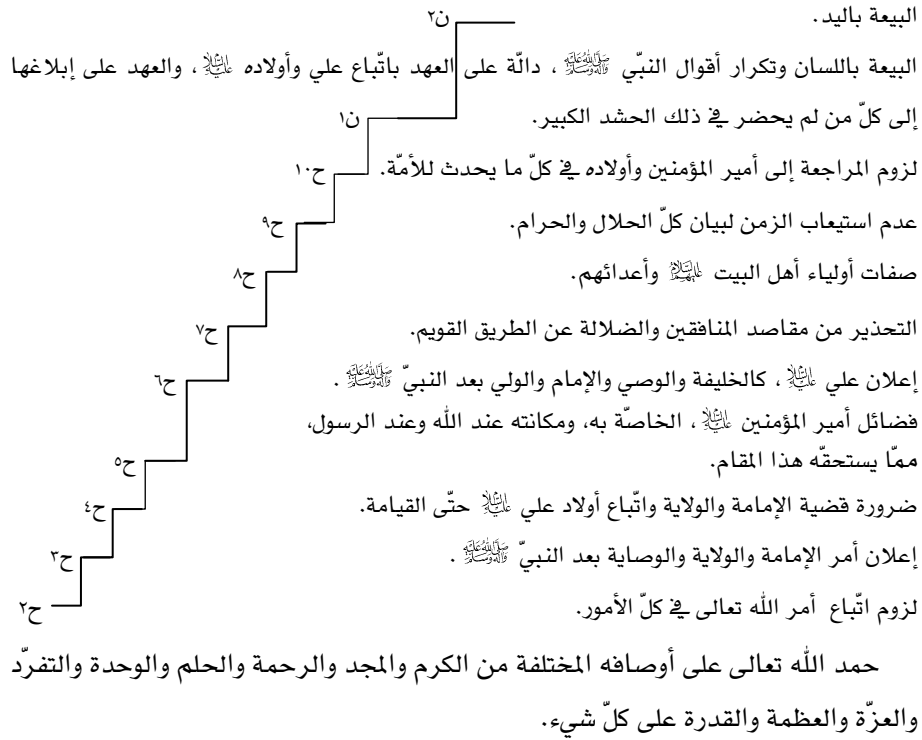 ن٢ البيعة باليد.
البيعة باللسان وتكرار أقوال النبيّ ﷺ ، دالّة على العهد باتّباع علي وأولاده عليهم السلام ، والعهد على إبلاغها
ن١ إلى كلّ من لم يحضر في ذلك الحشد الكبير.
ح١٠ لزوم المراجعة إلى أمير المؤمنين وأولاده في كلّ ما يحدث للأمّة.
ح٩ عدم استيعاب الزمن لبيان كلّ الحلال والحرام.
ح٨ صفات أولياء أهل البيت عليهم السلام وأعدائهم.
ح٧ التحذير من مقاصد المنافقين والضلالة عن الطريق القويم.
ح٦ إعلان علي عليه السلام ، كالخليفة والوصي والإمام والولي بعد النبيّ ﷺ .
فضائل أمير المؤمنين عليه السلام ، الخاصّة به، ومكانته عند الله وعند الرسول،
ح٥ ممّا يستحقّه هذا المقام.
ح٤ ضرورة قضية الإمامة والولاية واتّباع أولاد علي عليه السلام حتّى القيامة.
ح٣ إعلان أمر الإمامة والولاية والوصاية بعد النبيّ ﷺ .
ح٢ لزوم اتّباع أمر الله تعالى في كلّ الأمور.
حمد الله تعالى على أوصافه المختلفة من الكرم والمجد والرحمة والحلم والوحدة والتفرّد
والعزّة والعظمة والقدرة على كلّ شيء.